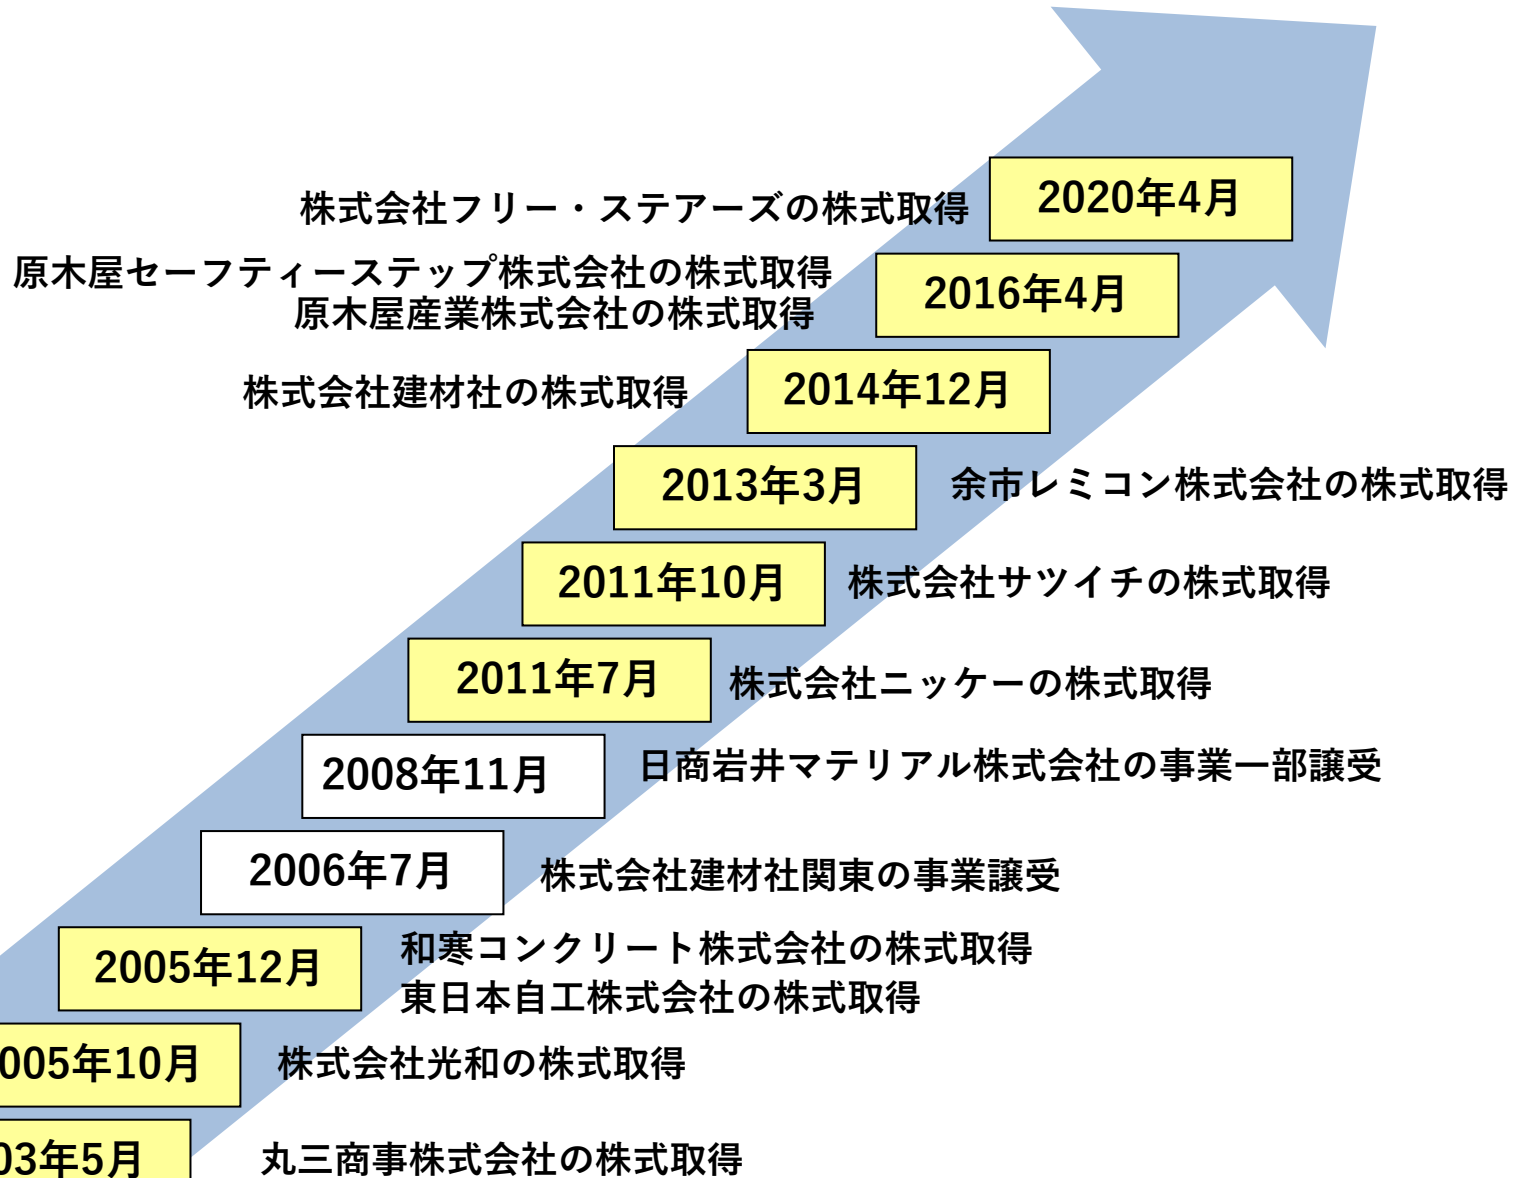 株式会社フリー・ステアーズの株式取得
2020年4月
原木屋セーフティーステップ株式会社の株式取得
原木屋産業株式会社の株式取得
2016年4月
株式会社建材社の株式取得
2014年12月
2013年3月
余市レミコン株式会社の株式取得
2011年10月
株式会社サツイチの株式取得
2011年7月
株式会社ニッケーの株式取得
2008年11月
日商岩井マテリアル株式会社の事業一部譲受
2006年7月
株式会社建材社関東の事業譲受
2005年12月
和寒コンクリート株式会社の株式取得
東日本自工株式会社の株式取得
005年10月
株式会社光和の株式取得
03年5月
丸三商事株式会社の株式取得